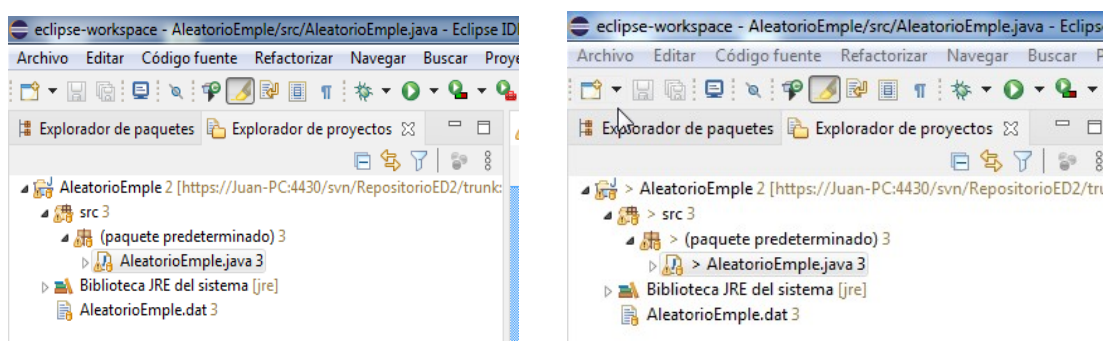 eclipse-workspace - AleatorioEmple/src/AleatorioEmple.java - Eclipse ID
Archivo Editar Código fuente Refactorizar Navegar Buscar Proye
Explorador de paquetes Explorador de proyectos
AleatorioEmple 2 [https://Juan-PC:4430/svn/RepositorioED2/trunk:
src 3
(paquete predeterminado) 3
AleatorioEmple.java 3
Biblioteca JRE del sistema [jre]
AleatorioEmple.dat 3
eclipse-workspace - AleatorioEmple/src/AleatorioEmple.java - Eclips
Archivo Editar Código fuente Refactorizar Navegar Buscar P
Explorador de paquetes Explorador de proyectos
> AleatorioEmple 2 [https://Juan-PC:4430/svn/RepositorioED2/tru
> src 3
> (paquete predeterminado) 3
> AleatorioEmple.java 3
Biblioteca JRE del sistema [jre]
AleatorioEmple.dat 3